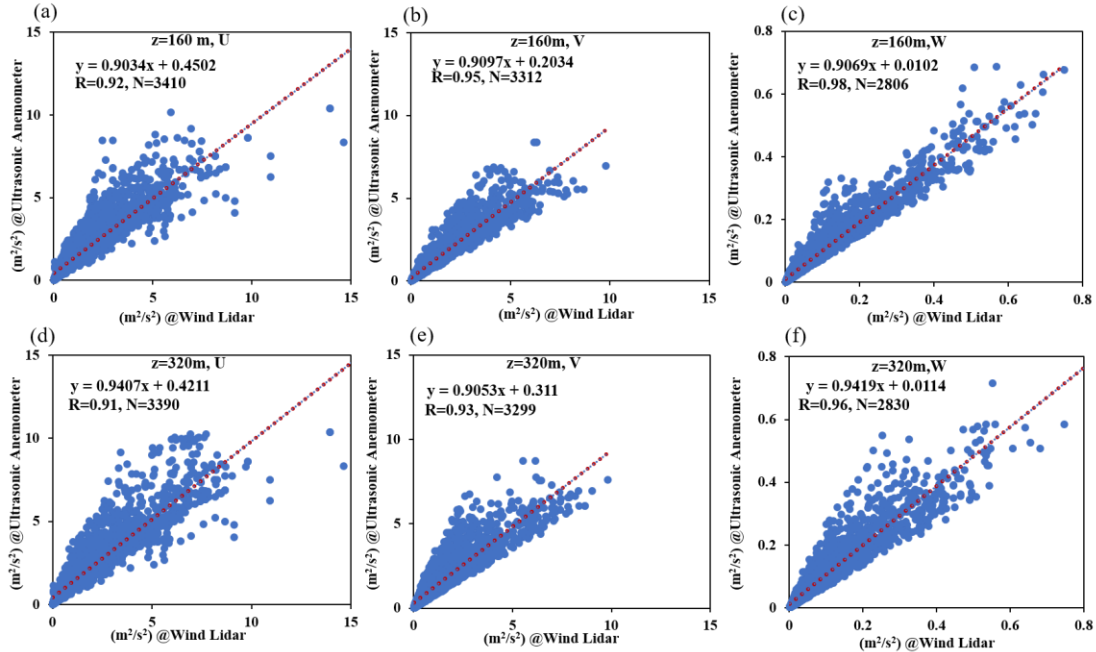 (a)
z=160 m, U
y = 0.9034x + 0.4502
R=0.92, N=3410
15
10
5
0
0
5
10
15
(m²/s²) @Ultrasonic Anemometer
(m²/s²) @Wind Lidar
(b)
z=160m, V
y = 0.9097x + 0.2034
R=0.95, N=3312
15
10
5
0
0
5
10
15
(m²/s²) @Ultrasonic Anemometer
(m²/s²) @Wind Lidar
(c)
z=160m,W
y = 0.9069x + 0.0102
R=0.98, N=2806
0.8
0.6
0.4
0.2
0
0
0.2
0.4
0.6
0.8
(m²/s²) @Ultrasonic Anemometer
(m²/s²) @Wind Lidar
(d)
z=320m, U
y = 0.9407x + 0.4211
R=0.91, N=3390
15
10
5
0
0
5
10
15
(m²/s²) @Ultrasonic Anemometer
(m²/s²) @Wind Lidar
(e)
z=320m, V
y = 0.9053x + 0.311
R=0.93, N=3299
15
10
5
0
0
5
10
15
(m²/s²) @Ultrasonic Anemometer
(m²/s²) @Wind Lidar
(f)
z=320m,W
y = 0.9419x + 0.0114
R=0.96, N=2830
0.8
0.6
0.4
0.2
0
0
0.2
0.4
0.6
0.8
(m²/s²) @Ultrasonic Anemometer
(m²/s²) @Wind Lidar